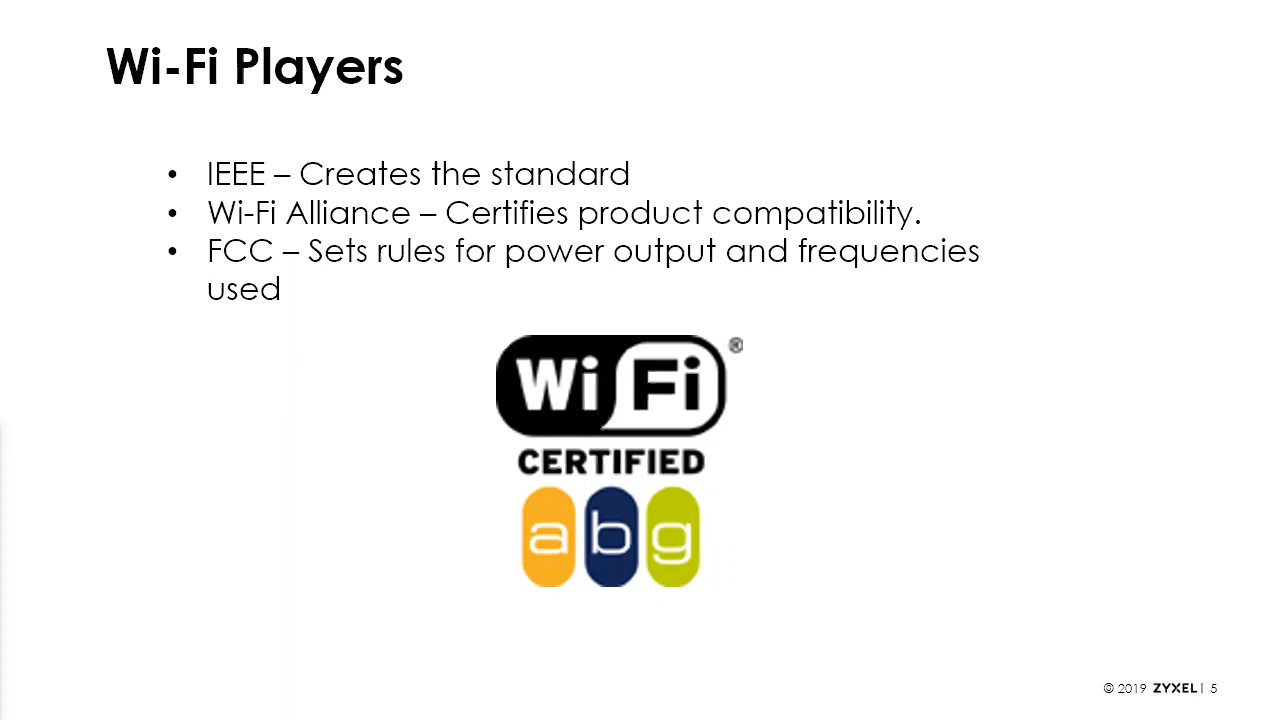 Wi-Fi Players
• IEEE – Creates the standard
• Wi-Fi Alliance – Certifies product compatibility.
• FCC – Sets rules for power output and frequencies
used
Wi Fi ®
CERTIFIED
a b g
© 2019 ZYXEL | 5